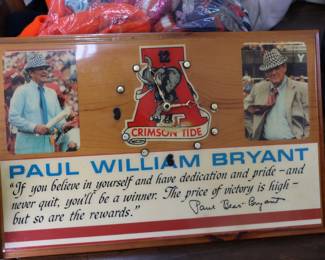 12
CRIMSON TIDE
PAUL WILLIAM BRYANT
"If you believe in yourself and have dedication and pride - and
never quit, you'll be a winner. The price of victory is high -
but so are the rewards."
Paul "Bear" Bryant